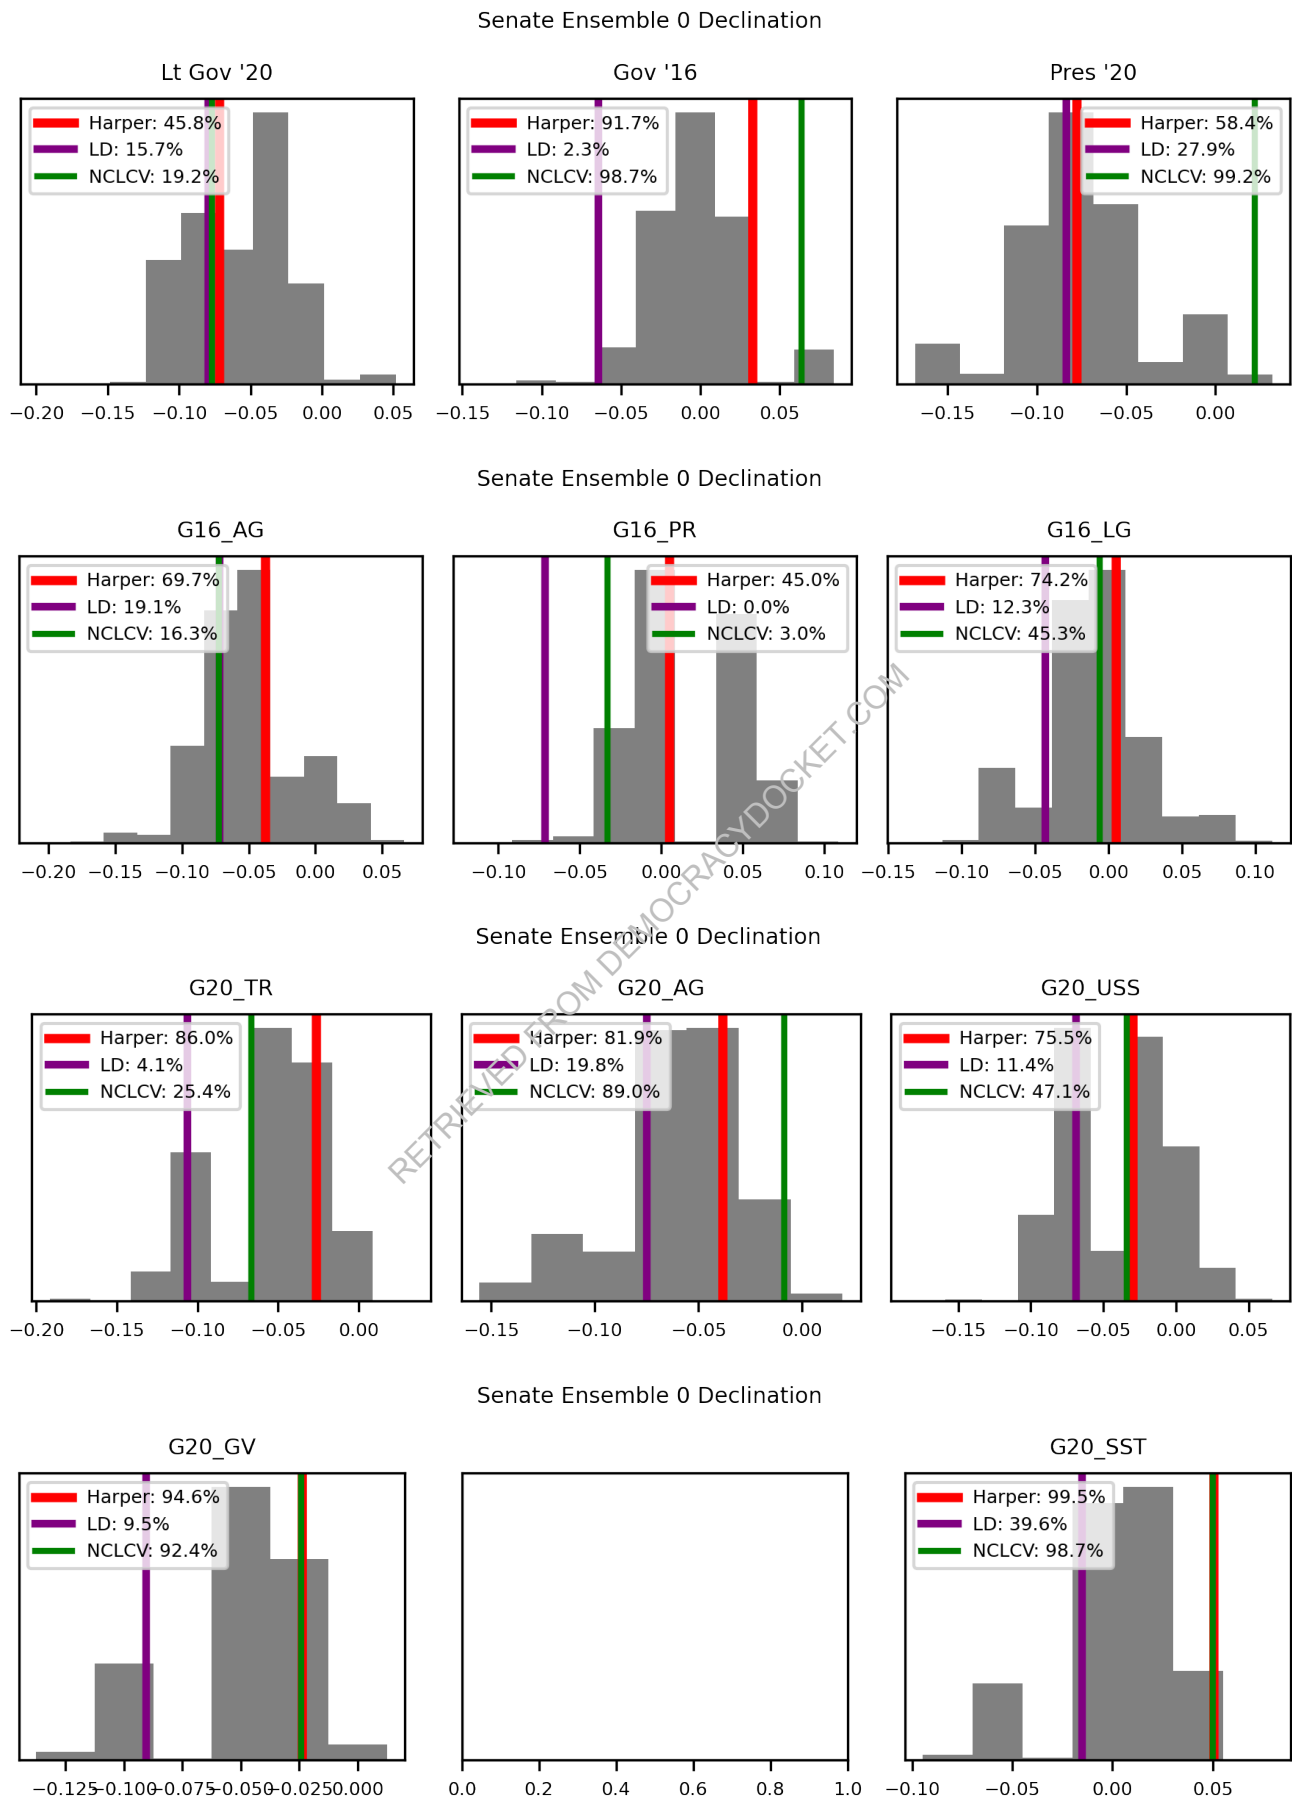 Senate Ensemble 0 Declination
Lt Gov '20
Gov '16
Pres '20
Harper: 45.8%
LD: 15.7%
NCLCV: 19.2%
Harper: 91.7%
LD: 2.3%
NCLCV: 98.7%
Harper: 58.4%
LD: 27.9%
NCLCV: 99.2%
−0.20 −0.15 −0.10 −0.05 0.00 0.05
−0.15 −0.10 −0.05 0.00 0.05
−0.15 −0.10 −0.05 0.00
Senate Ensemble 0 Declination
G16_AG
G16_PR
G16_LG
Harper: 69.7%
LD: 19.1%
NCLCV: 16.3%
Harper: 45.0%
LD: 0.0%
NCLCV: 3.0%
Harper: 74.2%
LD: 12.3%
NCLCV: 45.3%
−0.20 −0.15 −0.10 −0.05 0.00 0.05
−0.10 −0.05 0.00 0.05 0.10
−0.15 −0.10 −0.05 0.00 0.05 0.10
RETRIEVED FROM DEMOCRACYDOCKET.COM
Senate Ensemble 0 Declination
G20_TR
G20_AG
G20_USS
Harper: 86.0%
LD: 4.1%
NCLCV: 25.4%
Harper: 81.9%
LD: 19.8%
NCLCV: 89.0%
Harper: 75.5%
LD: 11.4%
NCLCV: 47.1%
−0.20 −0.15 −0.10 −0.05 0.00
−0.15 −0.10 −0.05 0.00
−0.15 −0.10 −0.05 0.00 0.05
Senate Ensemble 0 Declination
G20_GV
G20_SST
Harper: 94.6%
LD: 9.5%
NCLCV: 92.4%
Harper: 99.5%
LD: 39.6%
NCLCV: 98.7%
−0.125 −0.100 −0.075 −0.050 −0.025 0.000
0.0 0.2 0.4 0.6 0.8 1.0
−0.10 −0.05 0.00 0.05